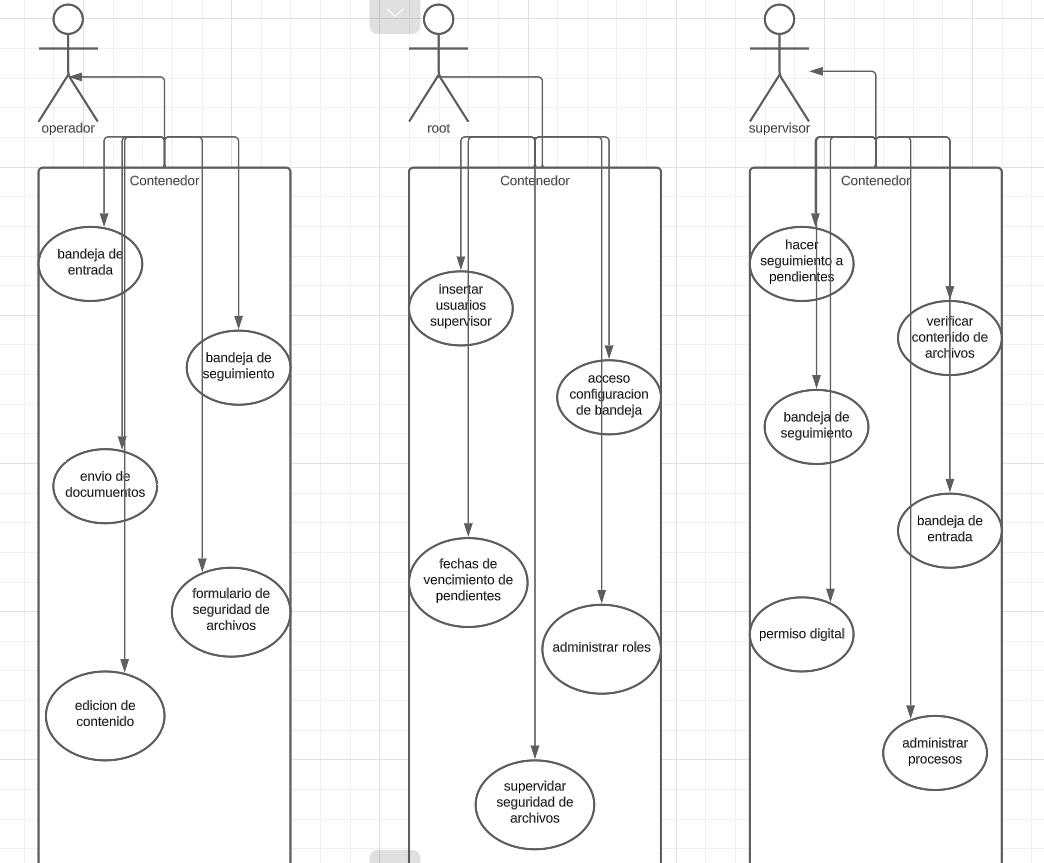 operador
root
supervisor
Contenedor
bandeja de
entrada
bandeja de
seguimiento
envio de
documuentos
formulario de
seguridad de
archivos
edicion de
contenido
Contenedor
insertar
usuarios
supervisor
acceso
configuracion
de bandeja
fechas de
vencimiento de
pendientes
administrar roles
supervidar
seguridad de
archivos
Contenedor
hacer
seguimiento a
pendientes
verificar
contenido de
archivos
bandeja de
seguimiento
bandeja de
entrada
permiso digital
administrar
procesos